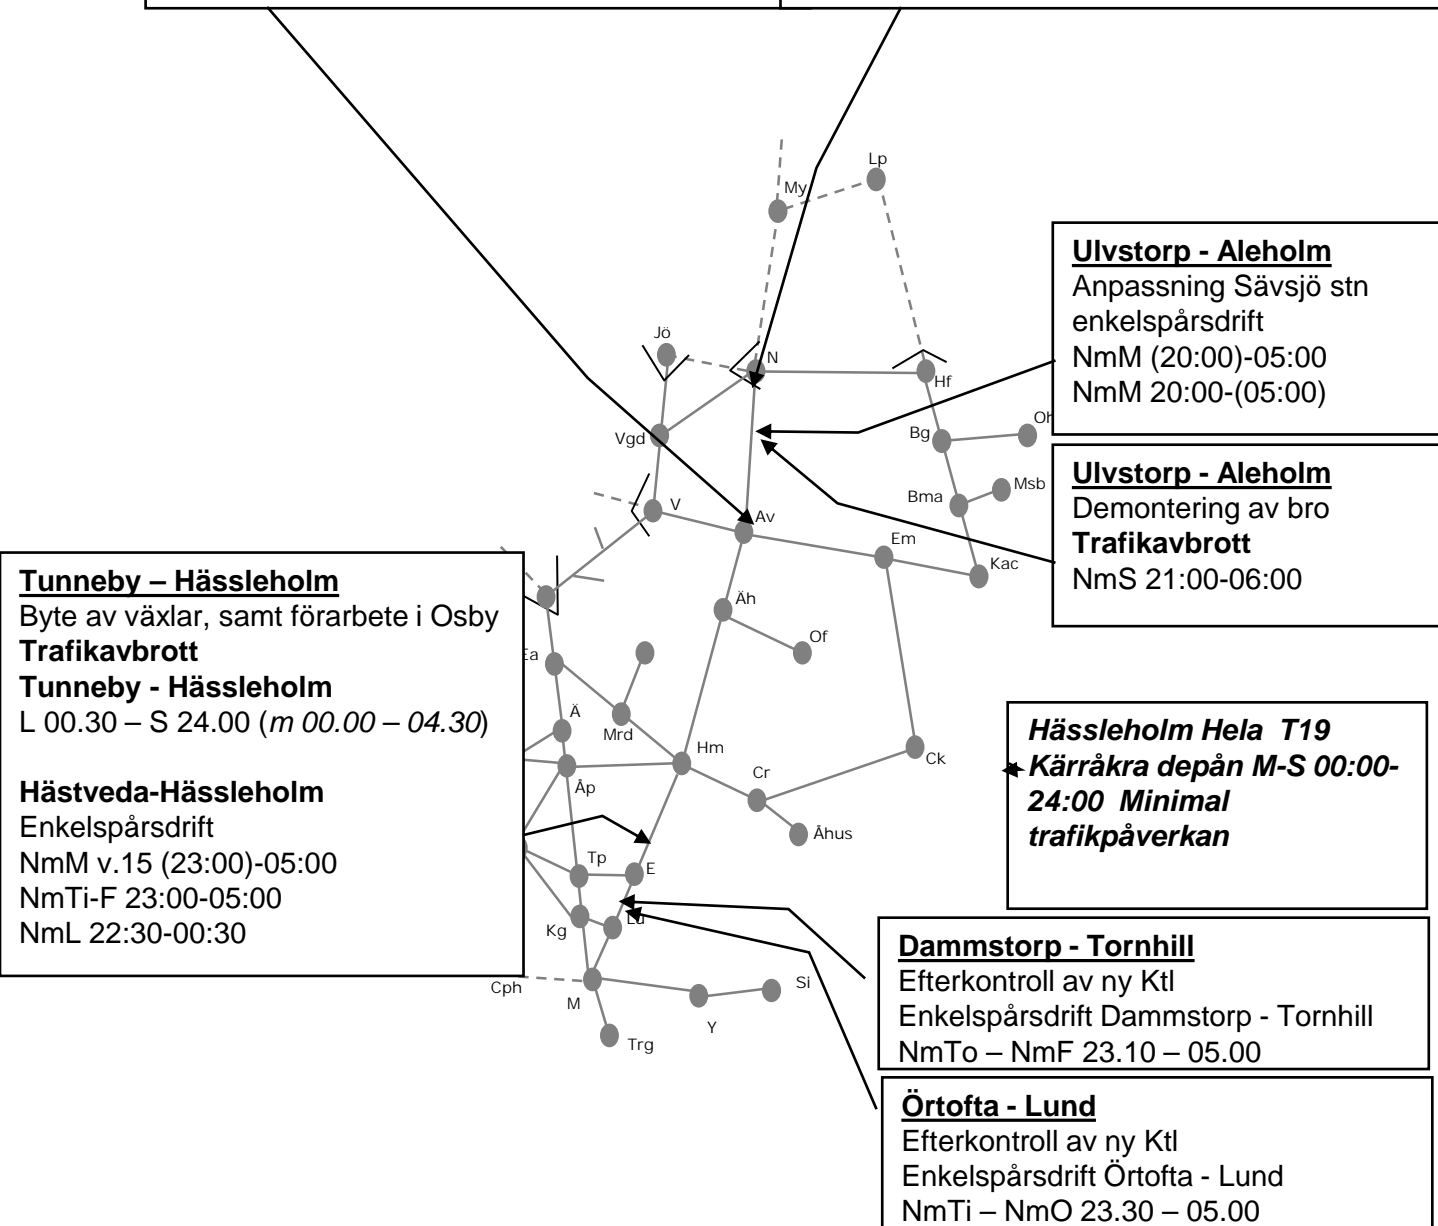 Lp
My
Ulvstorp - Aleholm
Anpassning Sävsjö stn
enkelspårsdrift
NmM (20:00)-05:00
NmM 20:00-(05:00)
Jö
N
Hf
Vgd
Bg
Ulvstorp - Aleholm
Demontering av bro
Trafikavbrott
NmS 21:00-06:00
Msb
Bma
V
Av
Em
Kac
Tunneby – Hässleholm
Byte av växlar, samt förarbete i Osby
Trafikavbrott
Tunneby - Hässleholm
L 00.30 – S 24.00 (m 00.00 – 04.30)
Hästveda-Hässleholm
Enkelspårsdrift
NmM v.15 (23:00)-05:00
NmTi-F 23:00-05:00
NmL 22:30-00:30
Äh
Of
Ea
Ä
Mrd
Hm
Ck
Hässleholm Hela T19
Kärråkra depån M-S 00:00-
24:00 Minimal
trafikpåverkan
Cr
Åp
Åhus
Tp
E
Lu
Kg
Dammstorp - Tornhill
Efterkontroll av ny Ktl
Enkelspårsdrift Dammstorp - Tornhill
NmTo – NmF 23.10 – 05.00
Cph
M
Si
Y
Trg
Örtofta - Lund
Efterkontroll av ny Ktl
Enkelspårsdrift Örtofta - Lund
NmTi – NmO 23.30 – 05.00